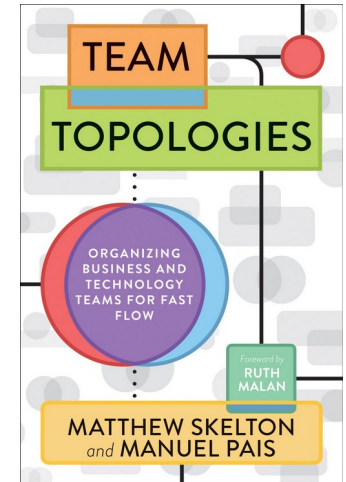 TEAM
TOPOLOGIES
ORGANIZING
BUSINESS AND
TECHNOLOGY
TEAMS FOR FAST
FLOW
Foreword by
RUTH
MALAN
MATTHEW SKELTON
and MANUEL PAIS